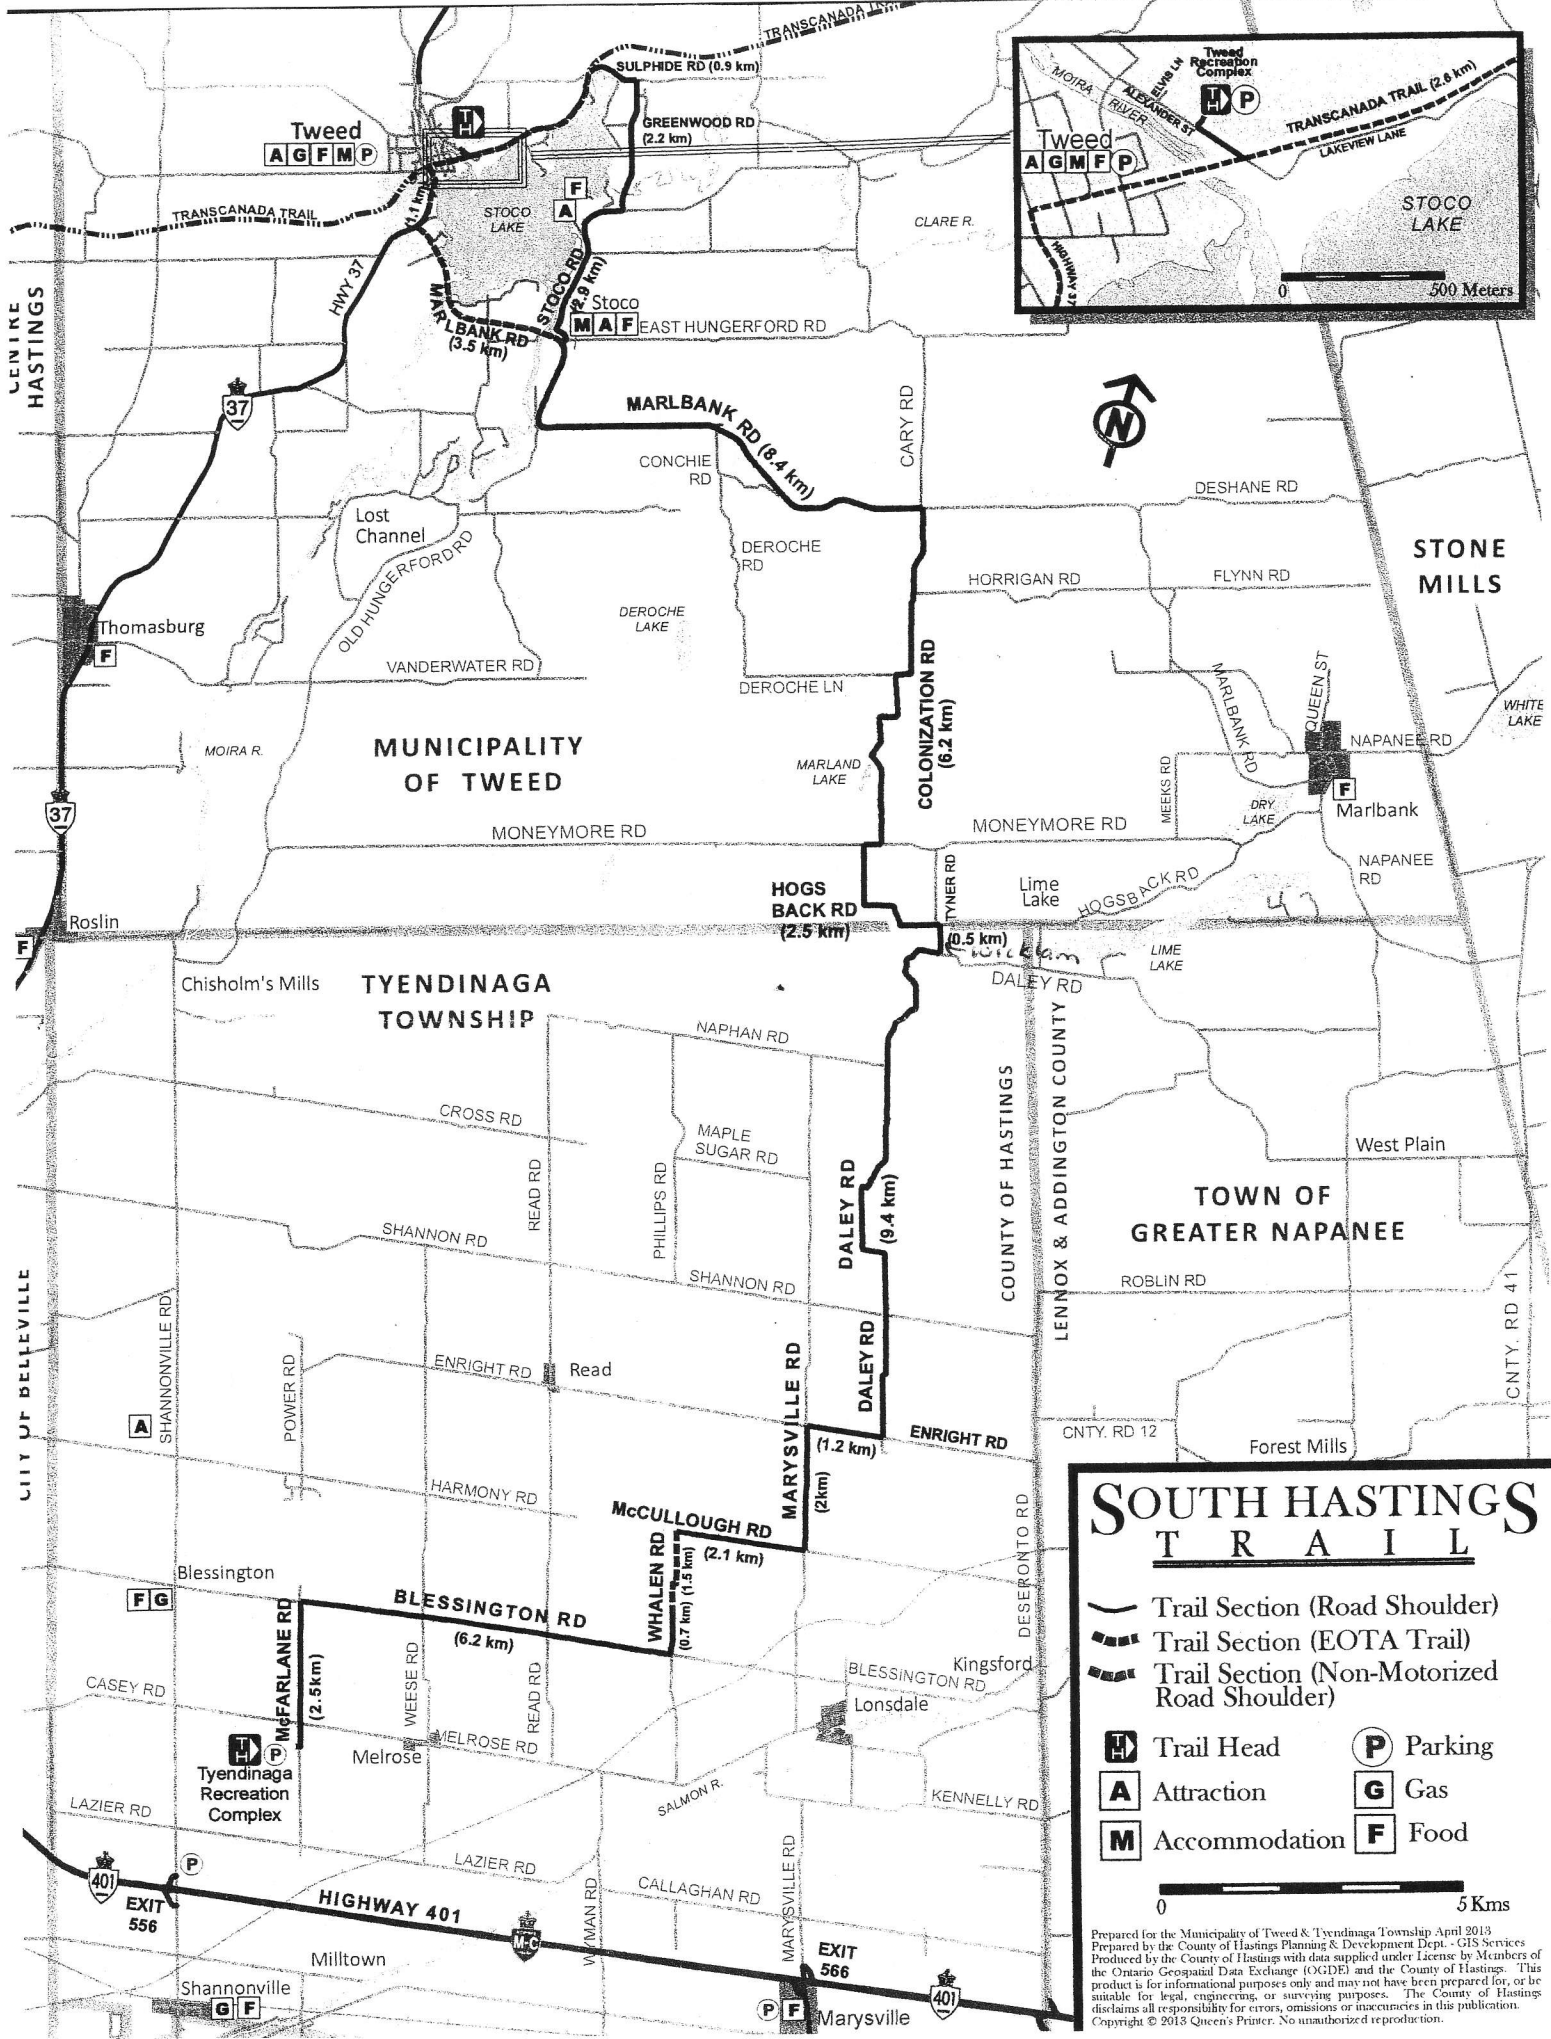 TRANSCANADA
SULPHIDE RD (0.9 km)
GREENWOOD RD
(2.2 km)
Tweed
A G F M P
TH
TRANSCANADA TRAIL
(1.1 km)
STOCO
LAKE
F
A
CLARE R.
Tweed
Recreation
Complex
TH P
ELVIS LN
ALEXANDER ST
MOIRA
RIVER
TRANSCANADA TRAIL (2.6 km)
LAKEVIEW LANE
Tweed
A G M F P
STOCO
LAKE
HIGHWAY 37
0
500 Meters
CENTRE
HASTINGS
HWY 37
MARLBANK RD
(3.5 km)
STOCO RD
(2.9 km)
Stoco
M A F
EAST HUNGERFORD RD
37
MARLBANK RD (8.4 km)
CARY RD
N
CONCHIE
RD
DESHANE RD
Lost
Channel
OLD HUNGERFORD RD
DEROCHE
RD
STONE
MILLS
HORRIGAN RD
FLYNN RD
DEROCHE
LAKE
Thomasburg
F
VANDERWATER RD
DEROCHE LN
COLONIZATION RD
(6.2 km)
MARLBANK RD
QUEEN ST
WHITE
LAKE
NAPANEE RD
MOIRA R.
MUNICIPALITY
OF TWEED
MARLAND
LAKE
MEEKS RD
DRY
LAKE
F
Marlbank
37
MONEYMORE RD
MONEYMORE RD
NAPANEE
RD
HOGS
BACK RD
(2.5 km)
TYNER RD
Lime
Lake
HOGSBACK RD
Roslin
F
(0.5 km)
LIME
LAKE
DALEY RD
Chisholm's Mills
TYENDINAGA
TOWNSHIP
NAPHAN RD
CROSS RD
MAPLE
SUGAR RD
READ RD
PHILLIPS RD
DALEY RD
(9.4 km)
COUNTY OF HASTINGS
LENNOX & ADDINGTON COUNTY
West Plain
TOWN OF
GREATER NAPANEE
SHANNON RD
SHANNON RD
ROBLIN RD
CNTY. RD 41
CITY OF BELLEVILLE
SHANNONVILLE RD
POWER RD
ENRIGHT RD
Read
MARYSVILLE RD
DALEY RD
A
(1.2 km)
ENRIGHT RD
CNTY. RD 12
Forest Mills
HARMONY RD
(2km)
McCULLOUGH RD
(2.1 km)
WHALEN RD
(0.7 km) (1.5 km)
DESERONTO RD
Blessington
F G
BLESSINGTON RD
(6.2 km)
McFARLANE RD
(2.5km)
CASEY RD
WEESE RD
READ RD
Kingsford
BLESSINGTON RD
Lonsdale
TH P
Tyendinaga
Recreation
Complex
Melrose
MELROSE RD
SALMON R.
KENNELLY RD
LAZIER RD
LAZIER RD
P
401
EXIT
556
HIGHWAY 401
M-C
WYMAN RD
CALLAGHAN RD
MARYSVILLE RD
EXIT
566
401
Milltown
Shannonville
G F
P F
Marysville
SOUTH HASTINGS
TRAIL
Trail Section (Road Shoulder)
Trail Section (EOTA Trail)
Trail Section (Non-Motorized
Road Shoulder)
TH Trail Head
P Parking
A Attraction
G Gas
M Accommodation
F Food
0
5 Kms
Prepared for the Municipality of Tweed & Tyendinaga Township April 2013
Prepared by the County of Hastings Planning & Development Dept. - GIS Services
Produced by the County of Hastings with data supplied under License by Members of
the Ontario Geospatial Data Exchange (OGDE) and the County of Hastings. This
product is for informational purposes only and may not have been prepared for, or be
suitable for legal, engineering, or surveying purposes. The County of Hastings
disclaims all responsibility for errors, omissions or inaccuracies in this publication.
Copyright © 2013 Queen's Printer. No unauthorized reproduction.